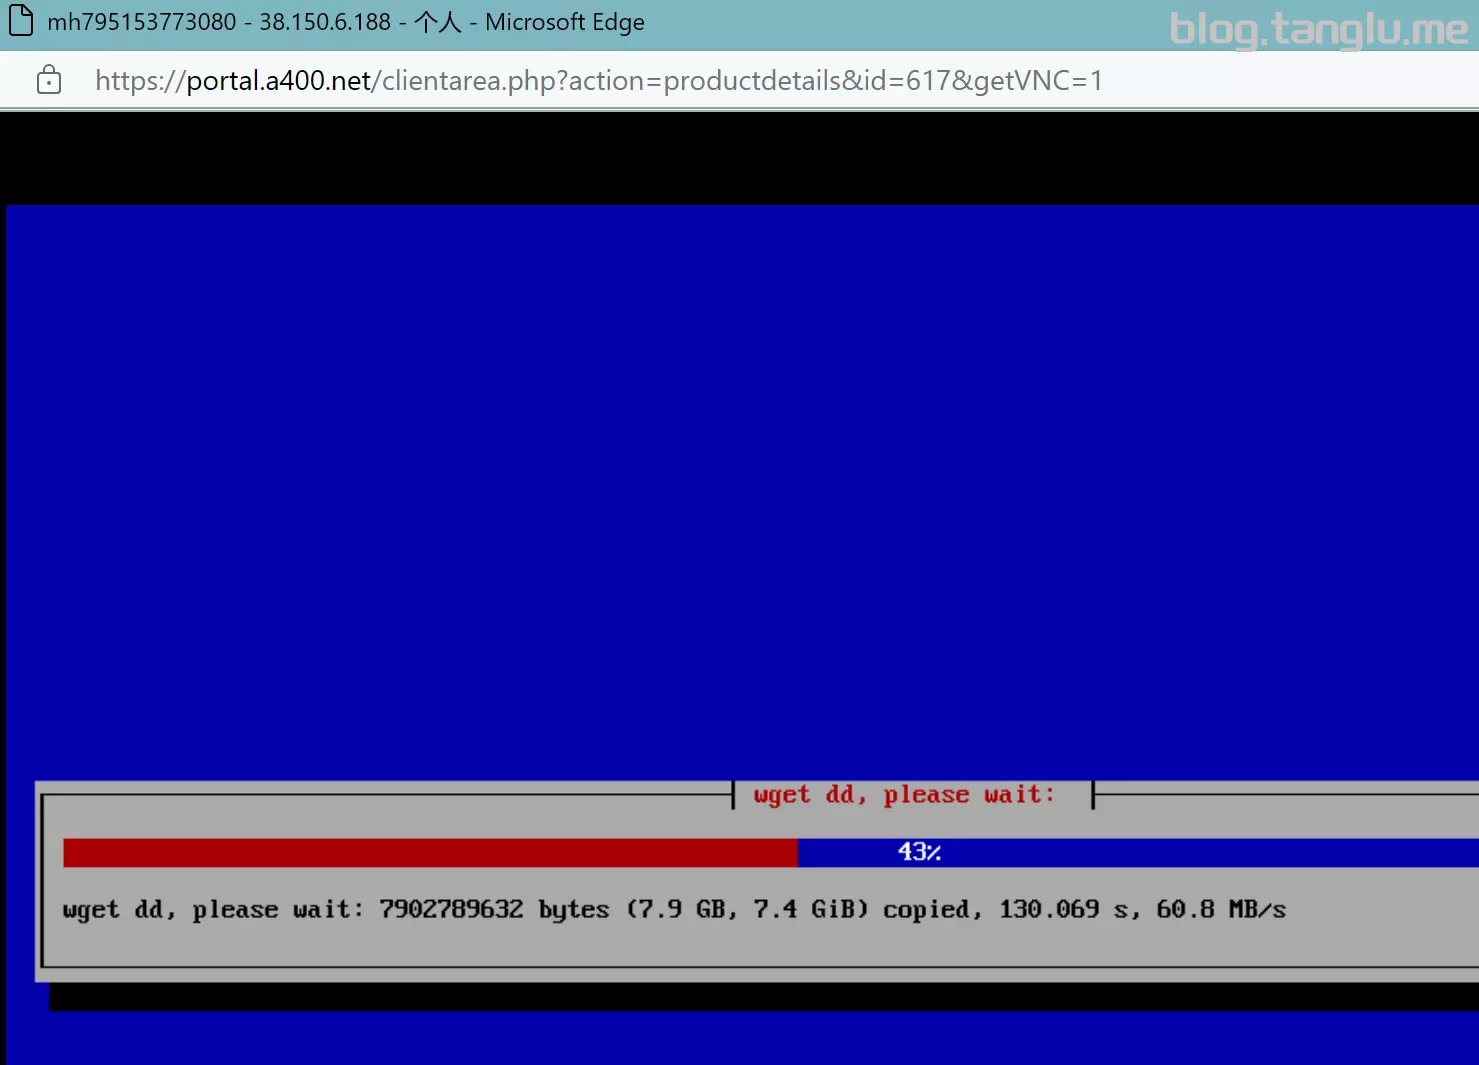 mh795153773080 - 38.150.6.188 - 个人 - Microsoft Edge
blog.tanglu.me
https://portal.a400.net/clientarea.php?action=productdetails&id=617&getVNC=1
wget dd, please wait:
43%
wget dd, please wait: 7902789632 bytes (7.9 GB, 7.4 GiB) copied, 130.069 s, 60.8 MB/s